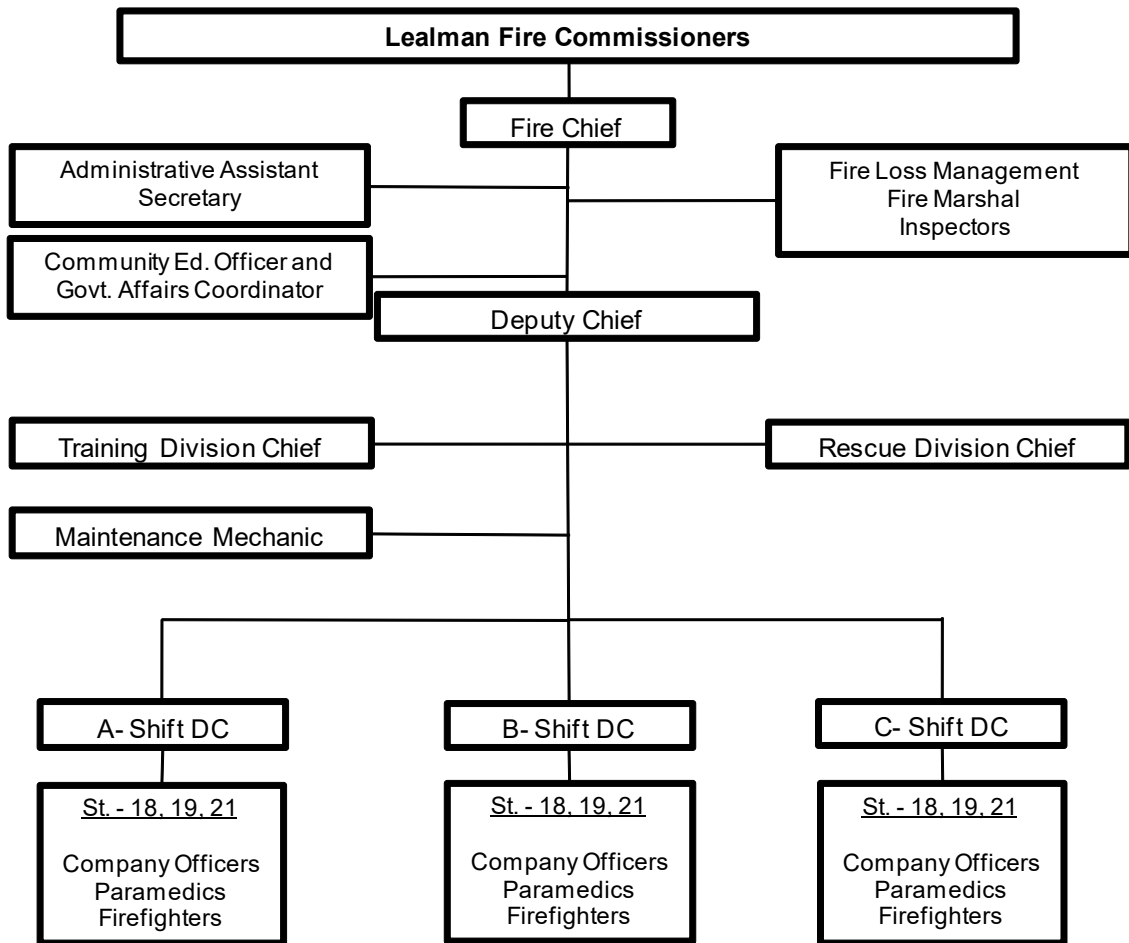 Lealman Fire Commissioners
Fire Chief
Administrative Assistant
Secretary
Fire Loss Management
Fire Marshal
Inspectors
Community Ed. Officer and
Govt. Affairs Coordinator
Deputy Chief
Training Division Chief
Rescue Division Chief
Maintenance Mechanic
A- Shift DC
B- Shift DC
C- Shift DC
St. - 18, 19, 21
Company Officers
Paramedics
Firefighters
St. - 18, 19, 21
Company Officers
Paramedics
Firefighters
St. - 18, 19, 21
Company Officers
Paramedics
Firefighters